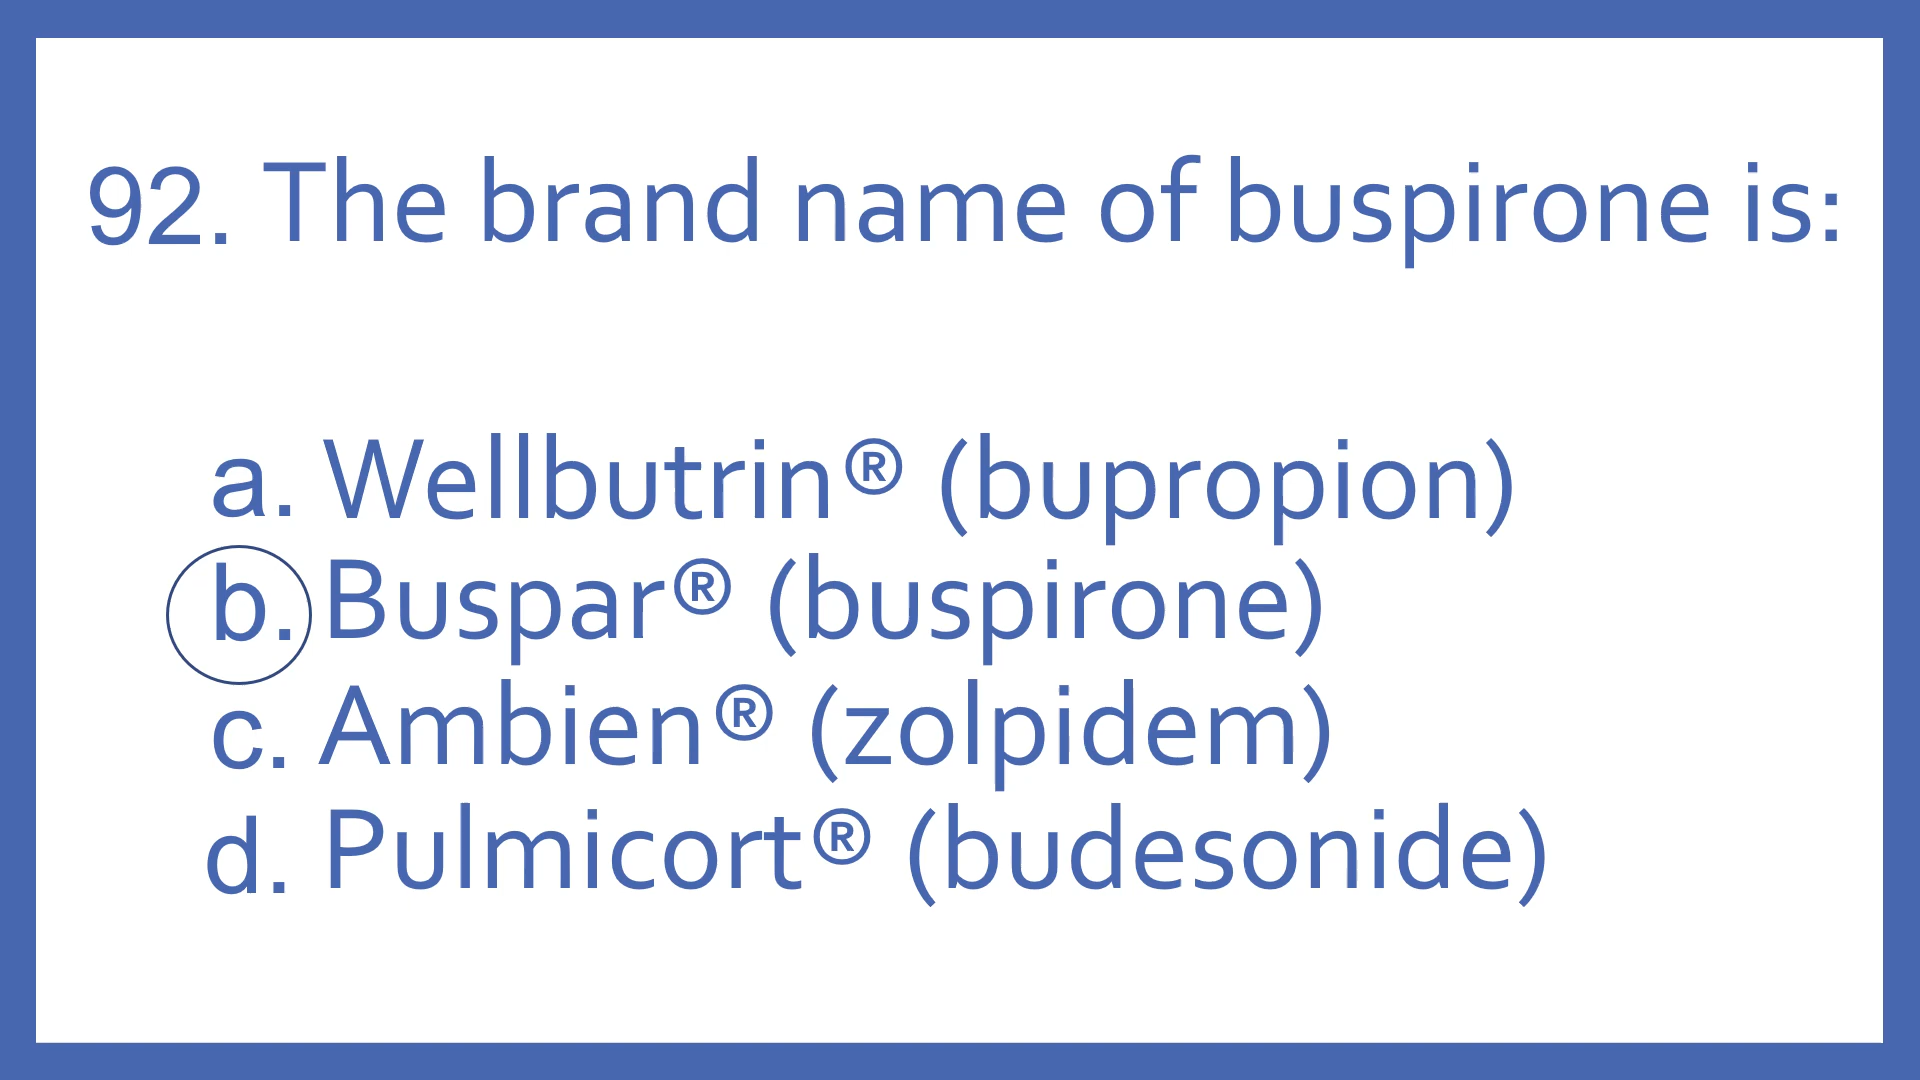 92. The brand name of buspirone is:
a. Wellbutrin® (bupropion)
b. Buspar® (buspirone)
c. Ambien® (zolpidem)
d. Pulmicort® (budesonide)